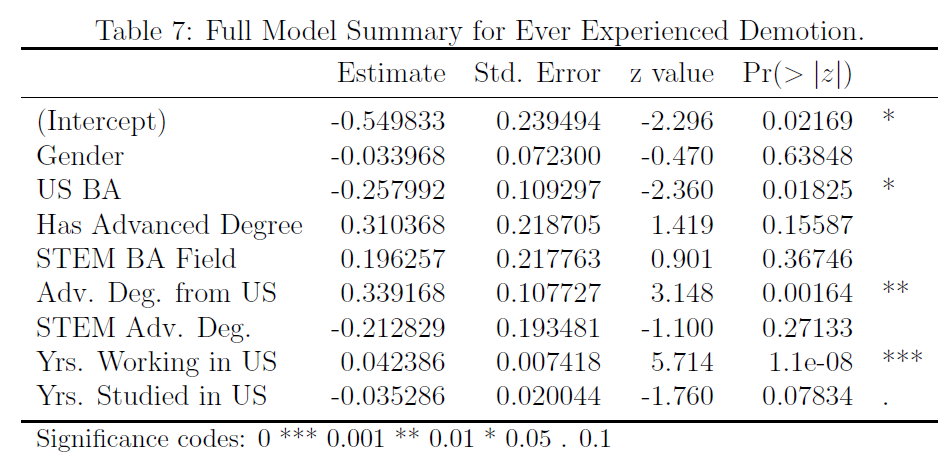 Table 7: Full Model Summary for Ever Experienced Demotion.
Estimate Std. Error z value Pr(> |z|)
(Intercept) -0.549833 0.239494 -2.296 0.02169 *
Gender -0.033968 0.072300 -0.470 0.63848
US BA -0.257992 0.109297 -2.360 0.01825 *
Has Advanced Degree 0.310368 0.218705 1.419 0.15587
STEM BA Field 0.196257 0.217763 0.901 0.36746
Adv. Deg. from US 0.339168 0.107727 3.148 0.00164 **
STEM Adv. Deg. -0.212829 0.193481 -1.100 0.27133
Yrs. Working in US 0.042386 0.007418 5.714 1.1e-08 ***
Yrs. Studied in US -0.035286 0.020044 -1.760 0.07834 .
Significance codes: 0 *** 0.001 ** 0.01 * 0.05 . 0.1